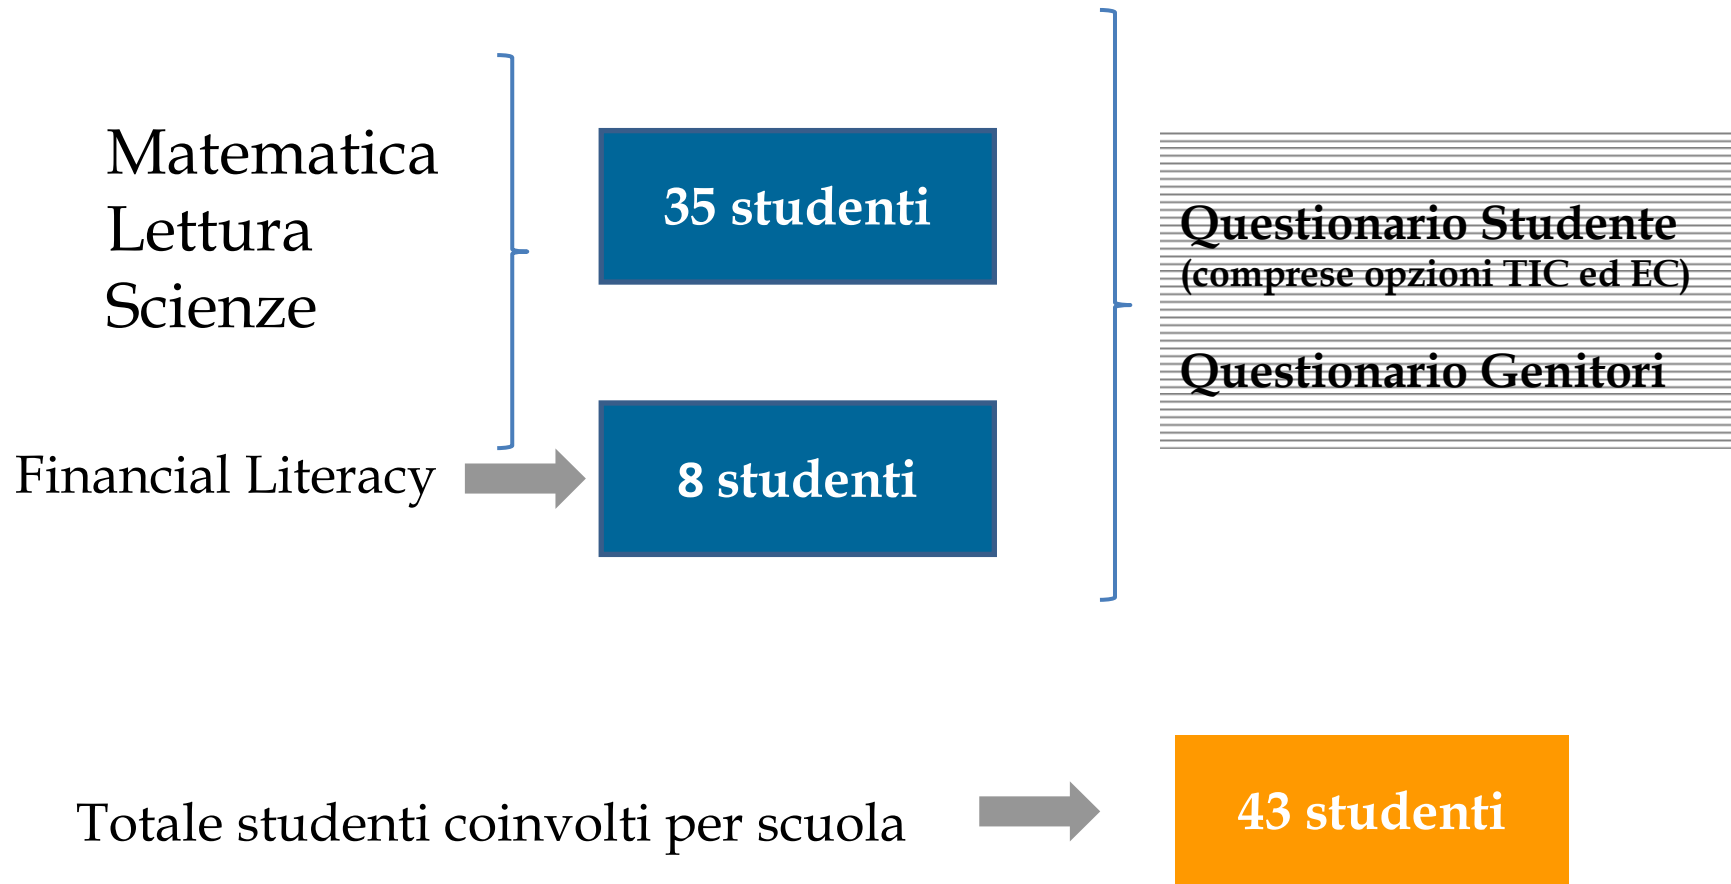 Matematica
Lettura
Scienze
35 studenti
Questionario Studente
(comprese opzioni TIC ed EC)
Questionario Genitori
Financial Literacy
8 studenti
Totale studenti coinvolti per scuola
43 studenti